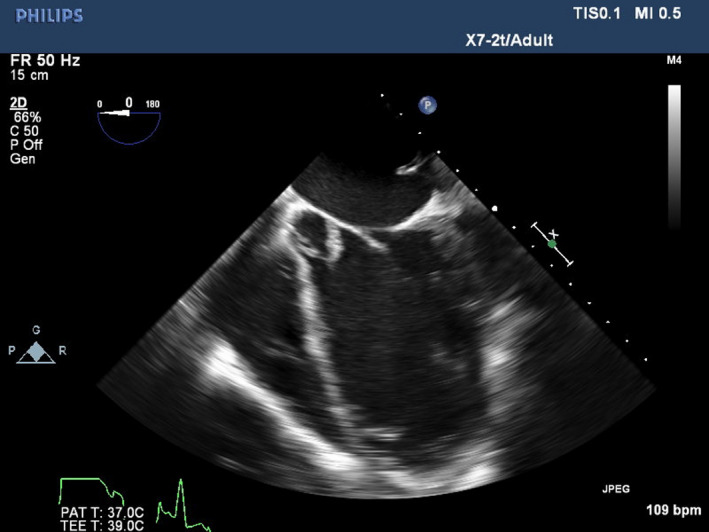 PHILIPS
TIS0.1 MI 0.5
X7-2t/Adult
FR 50 Hz
15 cm
M4
2D
66%
C 50
P Off
Gen
0 0 180
P
X
G
P R
JPEG
PAT T: 37.0C
TEE T: 39.0C
109 bpm